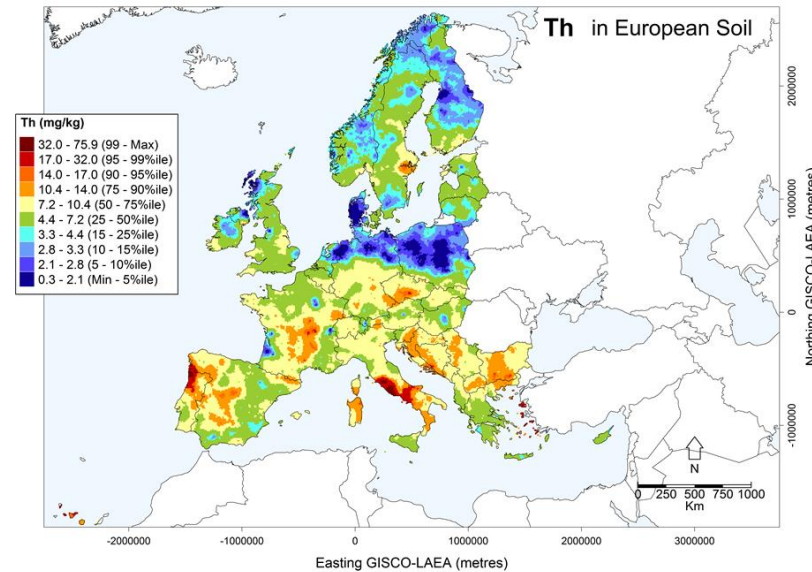 Th in European Soil
Th (mg/kg)
32.0 - 75.9 (99 - Max)
17.0 - 32.0 (95 - 99%ile)
14.0 - 17.0 (90 - 95%ile)
10.4 - 14.0 (75 - 90%ile)
7.2 - 10.4 (50 - 75%ile)
4.4 - 7.2 (25 - 50%ile)
3.3 - 4.4 (15 - 25%ile)
2.8 - 3.3 (10 - 15%ile)
2.1 - 2.8 (5 - 10%ile)
0.3 - 2.1 (Min - 5%ile)
2000000
1000000
0
-1000000
Northing GISCO-LAEA (metres)
N
0 250 500 750 1000
Km
-2000000 -1000000 0 1000000 2000000 3000000
Easting GISCO-LAEA (metres)